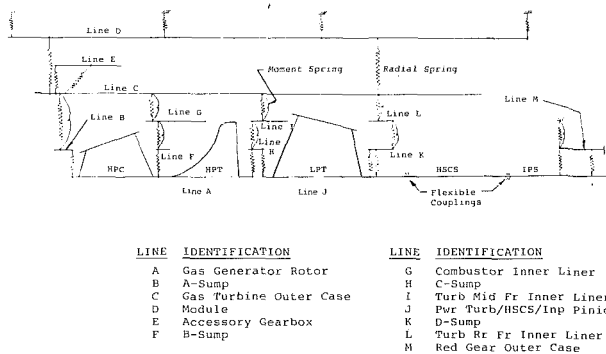 Line D
Line E
Moment Spring
Radial Spring
Line C
Line M
Line B
Line G
Line L
Line I
Line H
Line F
Line K
HPC
HPT
LPT
HSCS
IPS
Line A
Line J
Flexible Couplings
LINE IDENTIFICATION
A Gas Generator Rotor
B A-Sump
C Gas Turbine Outer Case
D Module
E Accessory Gearbox
F B-Sump
LINE IDENTIFICATION
G Combustor Inner Liner
H C-Sump
I Turb Mid Fr Inner Liner
J Pwr Turb/HSCS/Inp Pinio
K D-Sump
L Turb Rr Fr Inner Liner
M Red Gear Outer Case